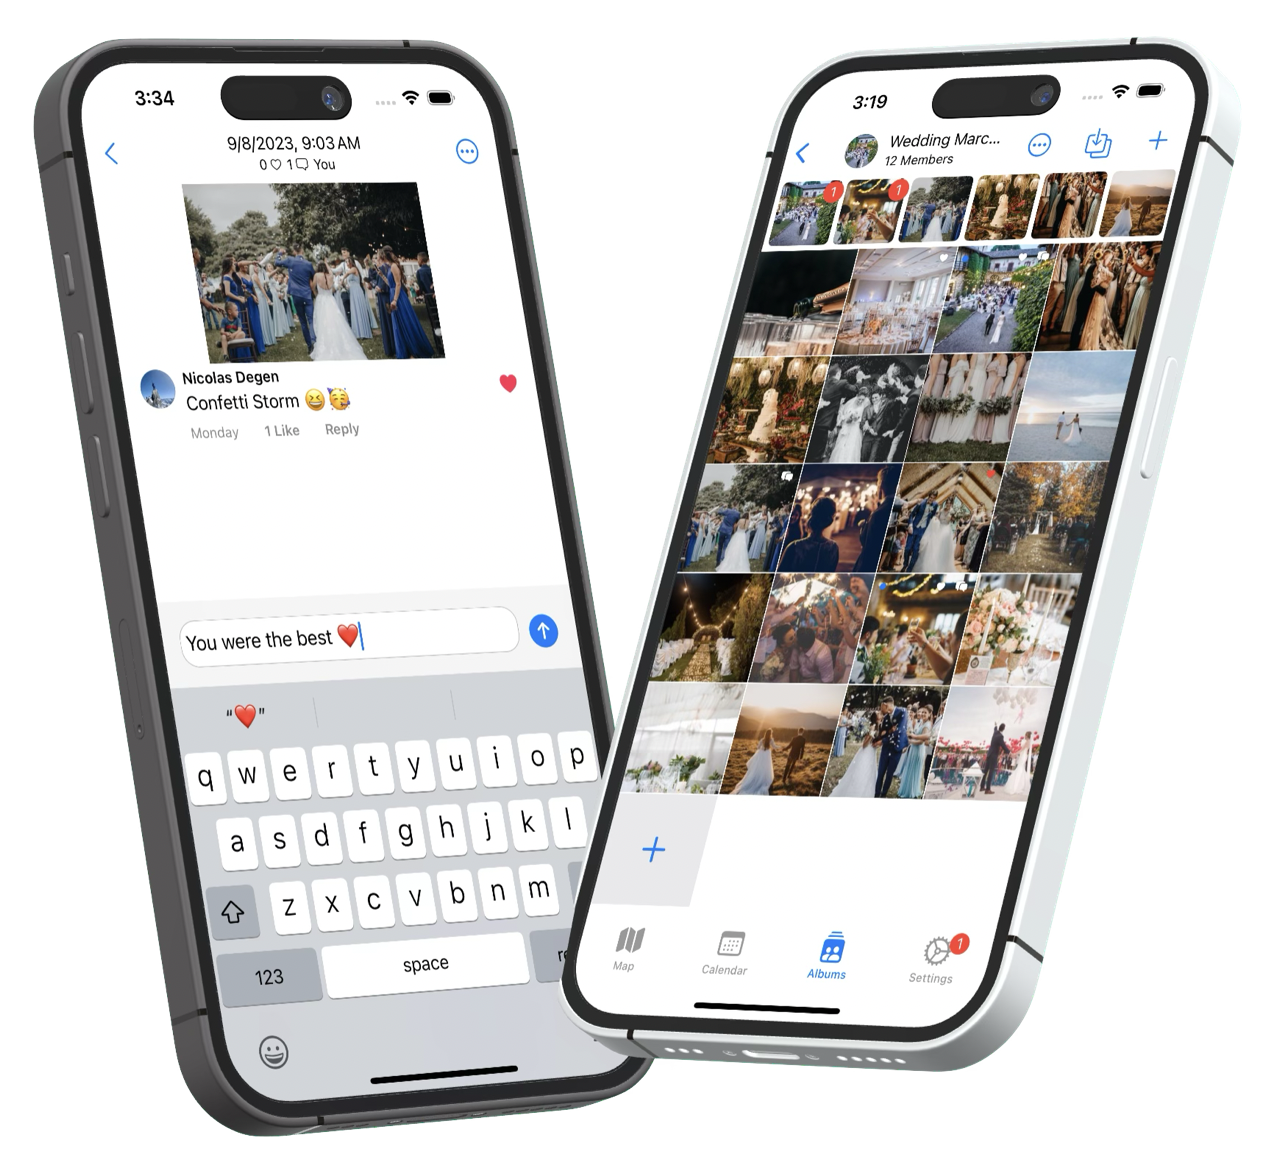 3:34
9/8/2023, 9:03 AM
0 1 You
Nicolas Degen
Confetti Storm 😆🥳
Monday 1 Like Reply
You were the best ❤️
“❤️”
q w e r t y u i o p
a s d f g h j k l
z x c v b n m
123 space
3:19
Wedding Marc...
12 Members
1 1
Map Calendar Albums Settings 1